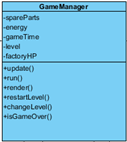 GameManager
-spareParts
-energy
-gameTime
-level
-factoryHP
+update()
+run()
+render()
+restartLevel()
+changeLevel()
+isGameOver()